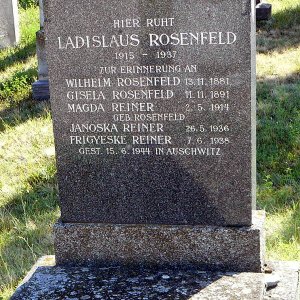 HIER RUHT
LADISLAUS ROSENFELD
1915 - 1937
ZUR ERINNERUNG AN
WILHELM ROSENFELD 13. 11. 1881
GISELA ROSENFELD 11. 11. 1891
MAGDA REINER 2. 5. 1914
GEB. ROSENFELD
JANOSKA REINER 26. 5. 1936
FRIGYESKE REINER 7. 6. 1938
GEST. 15. 6. 1944 IN AUSCHWITZ